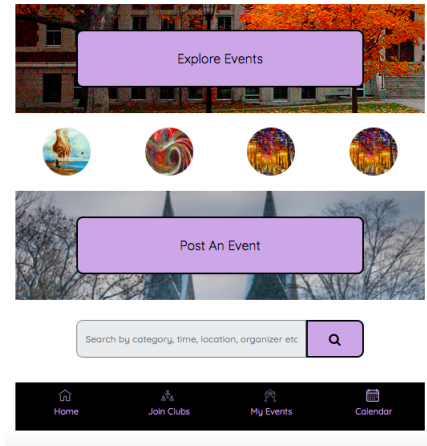 Explore Events
Post An Event
Search by category, time, location, organizer etc
Home
Join Clubs
My Events
Calendar